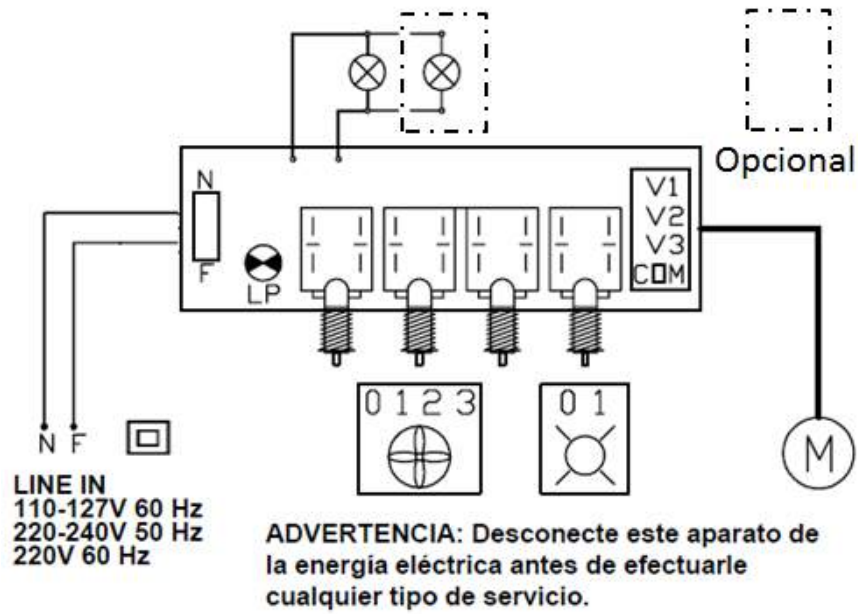 Opcional
N
F
LP
V1
V2
V3
COM
0 1 2 3
0 1
M
N F
LINE IN
110-127V 60 Hz
220-240V 50 Hz
220V 60 Hz
ADVERTENCIA: Desconecte este aparato de
la energía eléctrica antes de efectuarle
cualquier tipo de servicio.